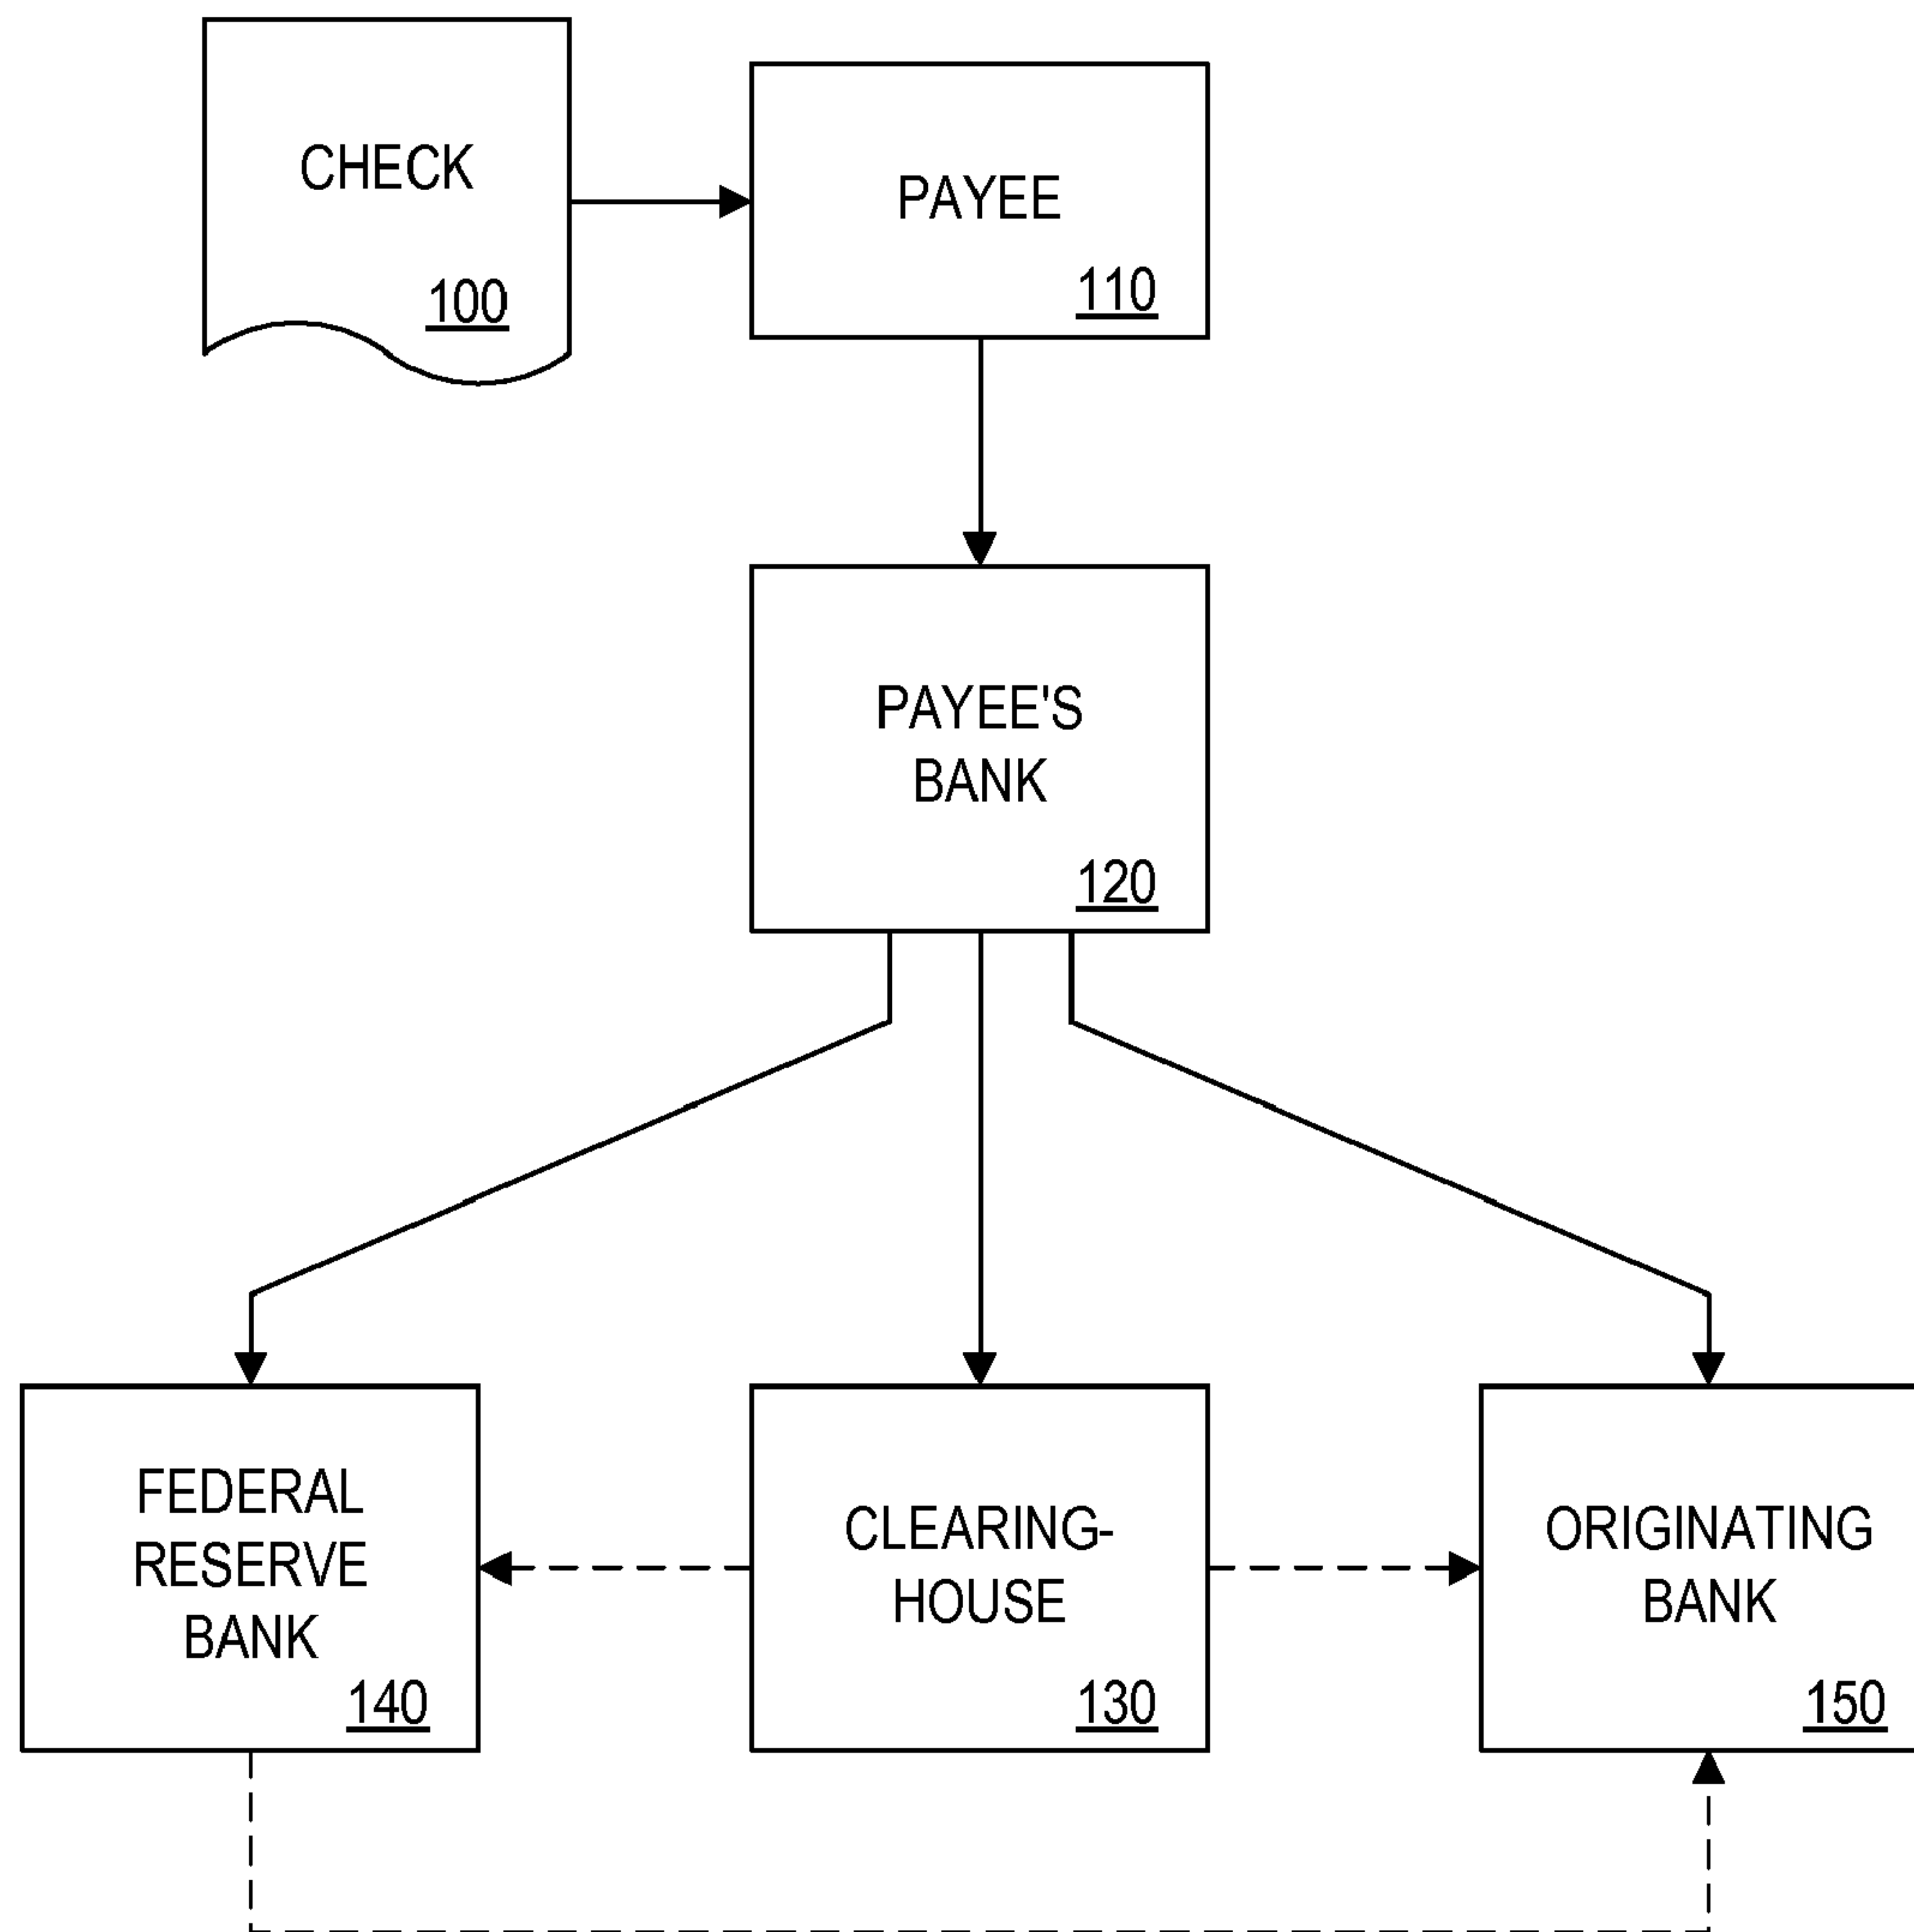 CHECK
100
PAYEE
110
PAYEE'S
BANK
120
FEDERAL
RESERVE
BANK
140
CLEARING-
HOUSE
130
ORIGINATING
BANK
150